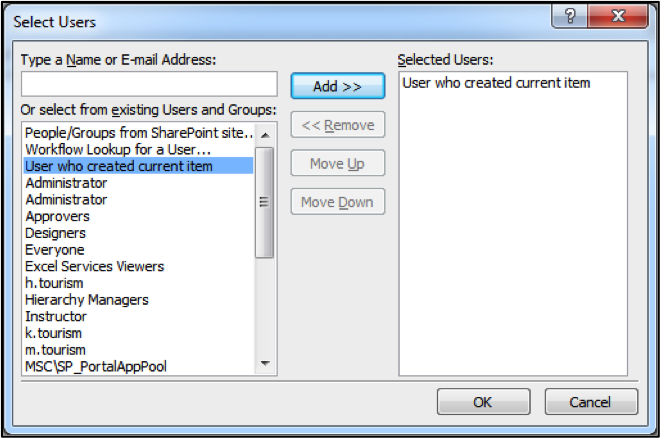 Select Users
?
X
Type a Name or E-mail Address:
Or select from existing Users and Groups:
People/Groups from SharePoint site...
Workflow Lookup for a User...
User who created current item
Administrator
Administrator
Approvers
Designers
Everyone
Excel Services Viewers
h.tourism
Hierarchy Managers
Instructor
k.tourism
m.tourism
MSC\SP_PortalAppPool
Add >>
<< Remove
Move Up
Move Down
Selected Users:
User who created current item
OK
Cancel